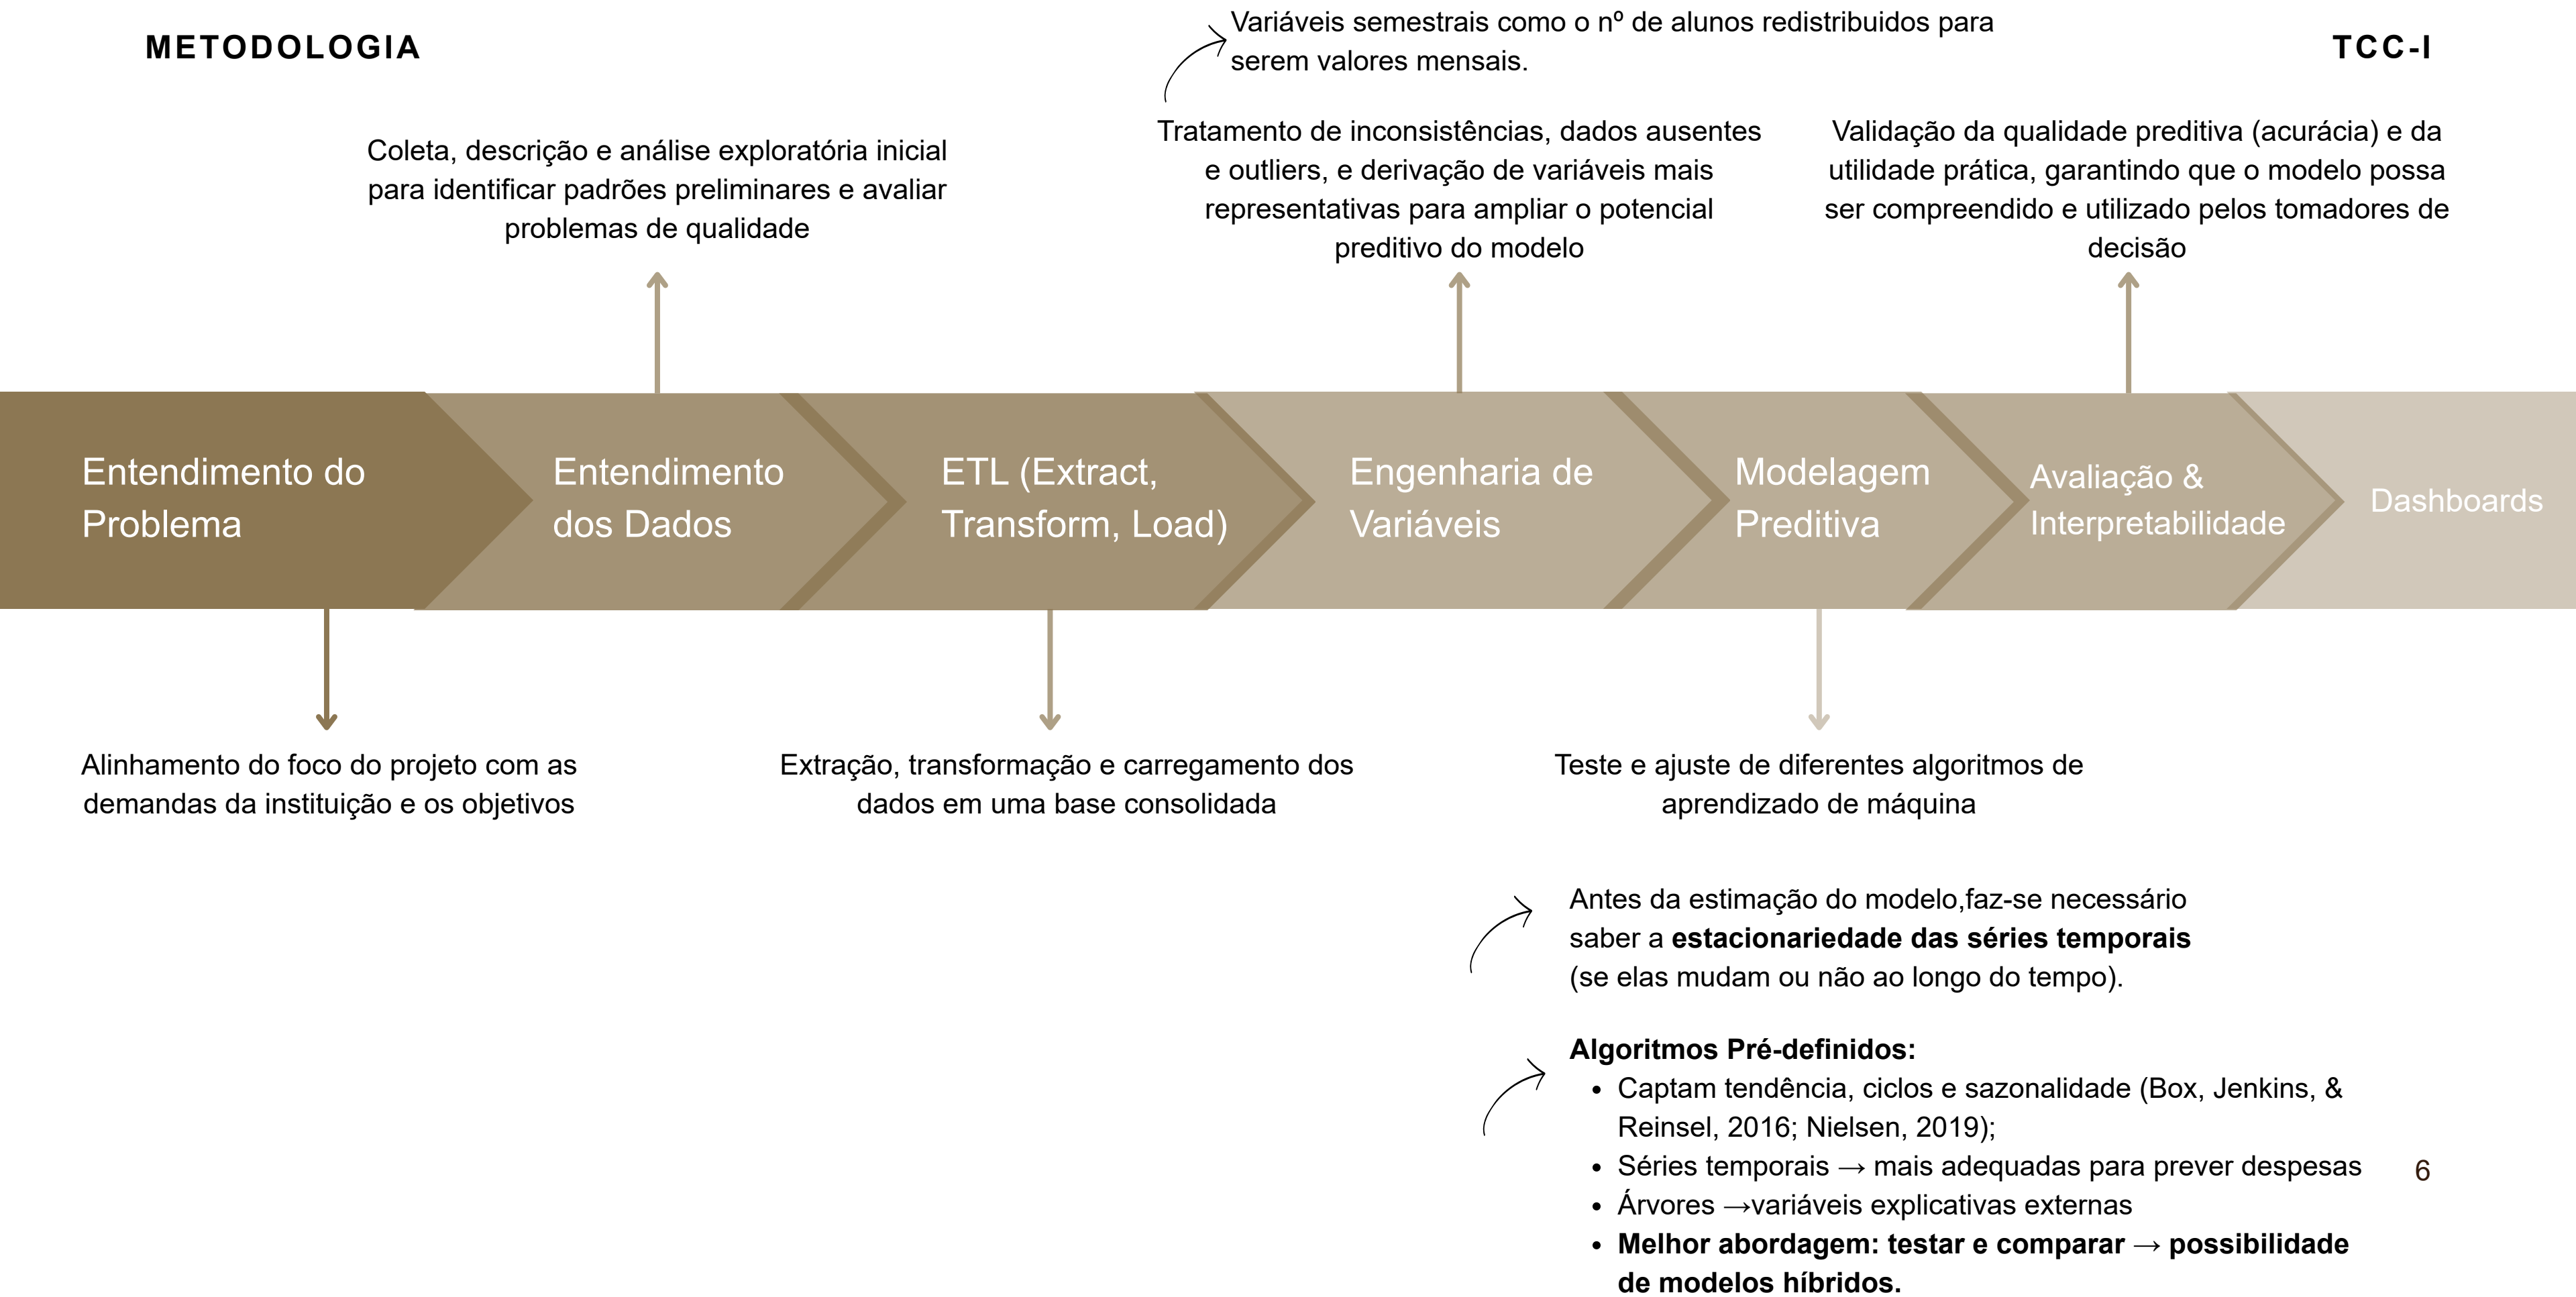 METODOLOGIA
TCC-I
Variáveis semestrais como o nº de alunos redistribuidos para
serem valores mensais.
Coleta, descrição e análise exploratória inicial
para identificar padrões preliminares e avaliar
problemas de qualidade
Tratamento de inconsistências, dados ausentes
e outliers, e derivação de variáveis mais
representativas para ampliar o potencial
preditivo do modelo
Validação da qualidade preditiva (acurácia) e da
utilidade prática, garantindo que o modelo possa
ser compreendido e utilizado pelos tomadores de
decisão
Entendimento do
Problema
Entendimento
dos Dados
ETL (Extract,
Transform, Load)
Engenharia de
Variáveis
Modelagem
Preditiva
Avaliação &
Interpretabilidade
Dashboards
Alinhamento do foco do projeto com as
demandas da instituição e os objetivos
Extração, transformação e carregamento dos
dados em uma base consolidada
Teste e ajuste de diferentes algoritmos de
aprendizado de máquina
Antes da estimação do modelo,faz-se necessário
saber a estacionariedade das séries temporais
(se elas mudam ou não ao longo do tempo).
Algoritmos Pré-definidos:
• Captam tendência, ciclos e sazonalidade (Box, Jenkins, &
Reinsel, 2016; Nielsen, 2019);
• Séries temporais → mais adequadas para prever despesas
• Árvores →variáveis explicativas externas
• Melhor abordagem: testar e comparar → possibilidade
de modelos híbridos.
6